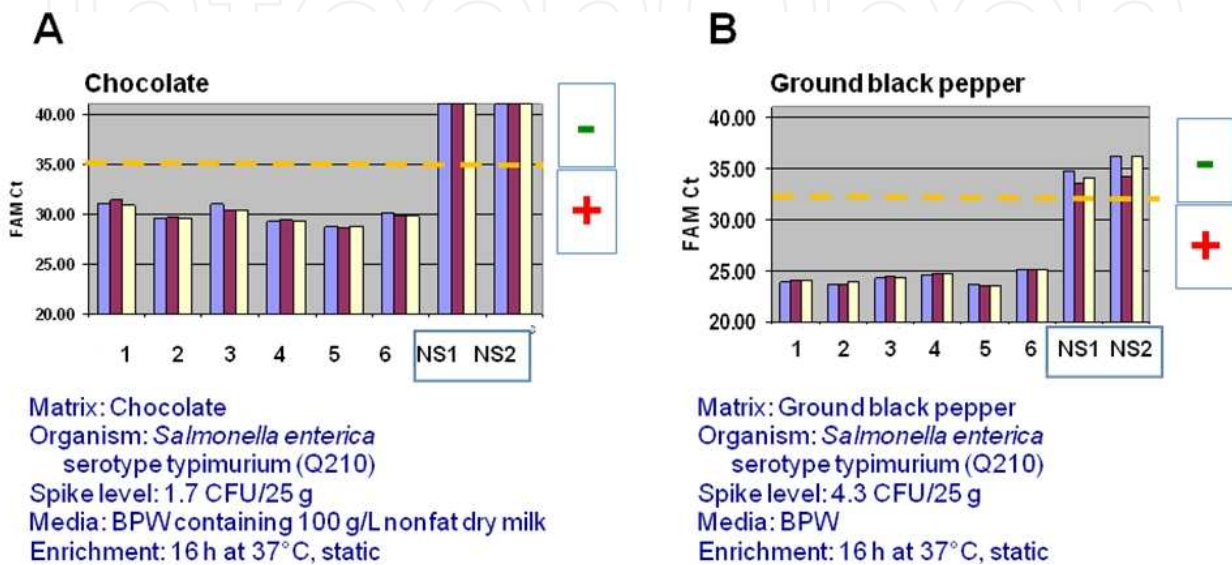 A
Chocolate
40.00
35.00
30.00
25.00
20.00
FAM Ct
1 2 3 4 5 6 NS1 NS2
-
+
Matrix: Chocolate
Organism: Salmonella enterica
serotype typimurium (Q210)
Spike level: 1.7 CFU/25 g
Media: BPW containing 100 g/L nonfat dry milk
Enrichment: 16 h at 37°C, static
B
Ground black pepper
40.00
35.00
30.00
25.00
20.00
FAM Ct
1 2 3 4 5 6 NS1 NS2
-
+
Matrix: Ground black pepper
Organism: Salmonella enterica
serotype typimurium (Q210)
Spike level: 4.3 CFU/25 g
Media: BPW
Enrichment: 16 h at 37°C, static